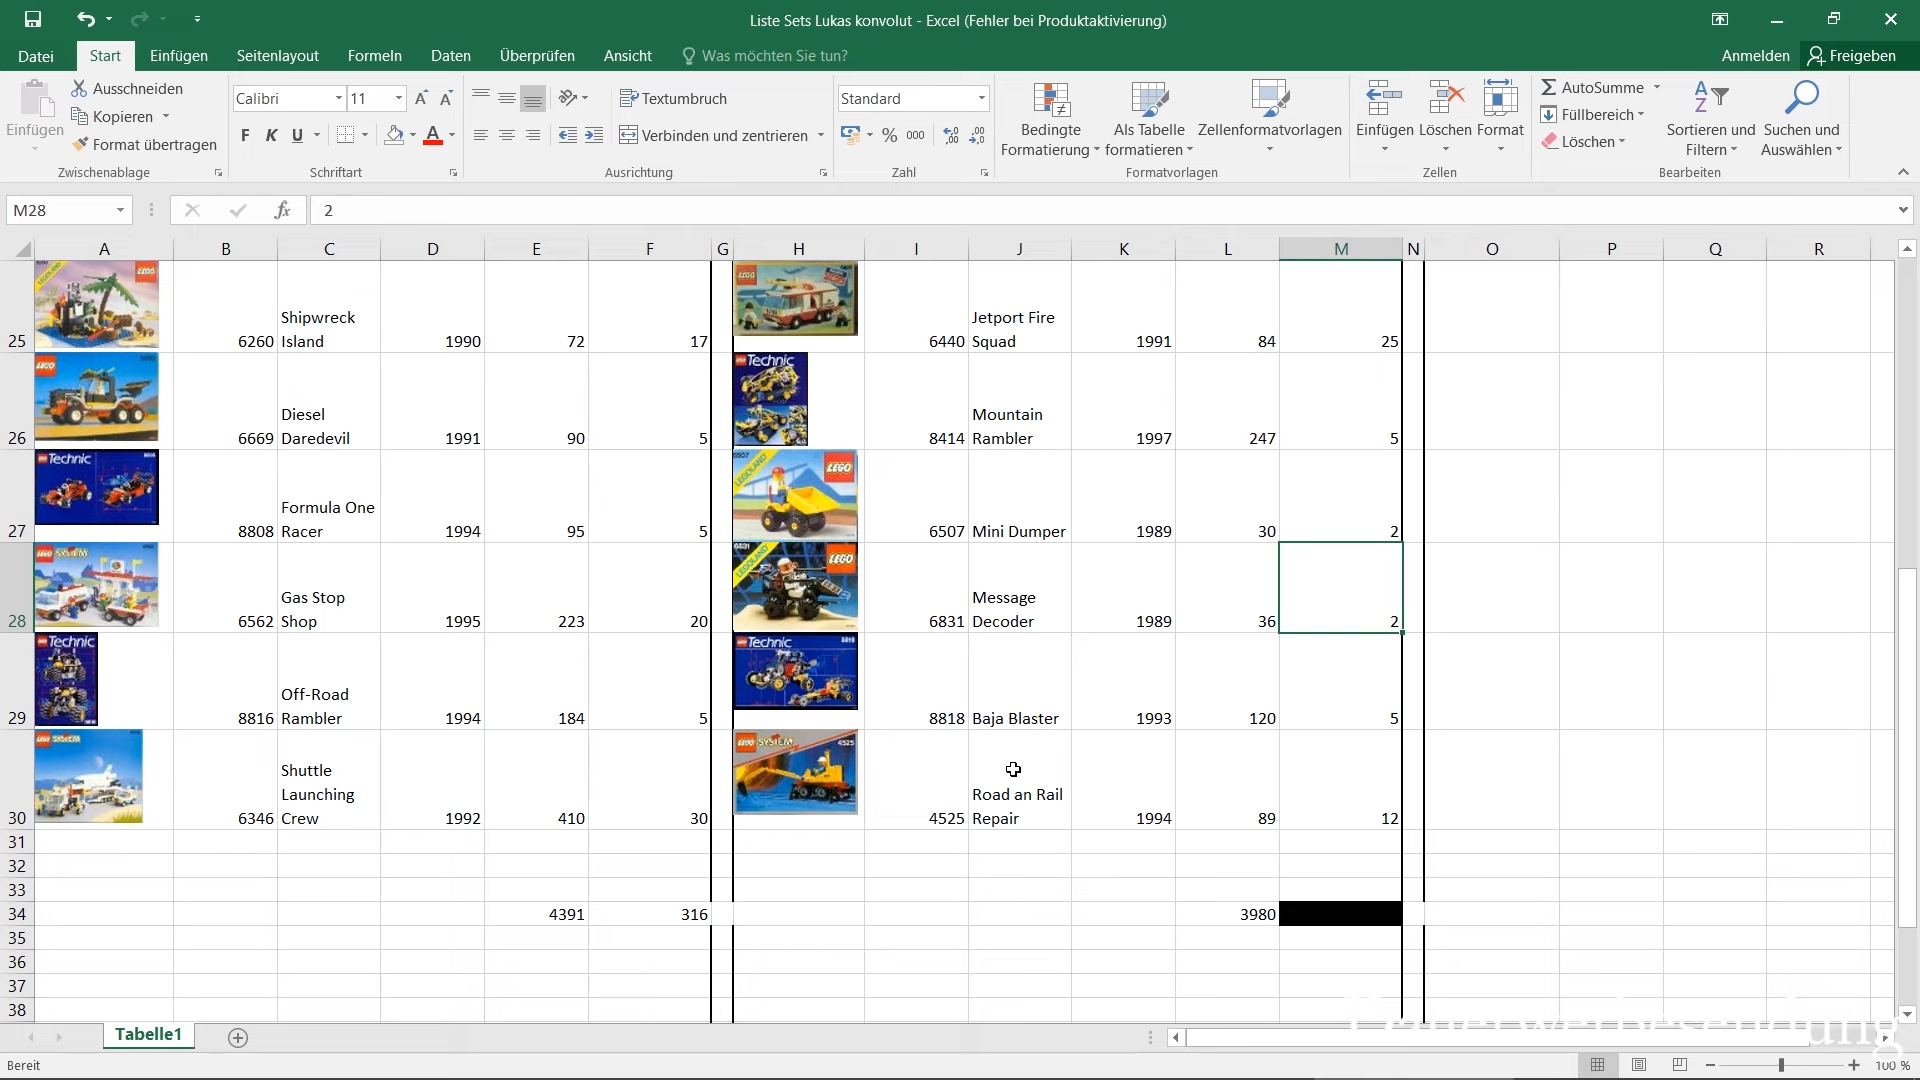 Liste Sets Lukas konvolut - Excel (Fehler bei Produktaktivierung)
Datei Start Einfügen Seitenlayout Formeln Daten Überprüfen Ansicht Was möchten Sie tun? Anmelden Freigeben
Einfügen
Ausschneiden
Kopieren
Format übertragen
Zwischenablage
Calibri 11
F K U
Schriftart
Textumbruch
Verbinden und zentrieren
Ausrichtung
Standard
% 000
Zahl
Bedingte Formatierung
Als Tabelle formatieren
Zellenformatvorlagen
Formatvorlagen
Einfügen Löschen Format
Zellen
AutoSumme
Füllbereich
Löschen
Sortieren und Filtern
Suchen und Auswählen
Bearbeiten
M28 fx 2
A B C D E F G H I J K L M N O P Q R
25 6260 Shipwreck Island 1990 72 17 6440 Jetport Fire Squad 1991 84 25
26 6669 Diesel Daredevil 1991 90 5 8414 Mountain Rambler 1997 247 5
27 8808 Formula One Racer 1994 95 5 6507 Mini Dumper 1989 30 2
28 6562 Gas Stop Shop 1995 223 20 6831 Message Decoder 1989 36 2
29 8816 Off-Road Rambler 1994 184 5 8818 Baja Blaster 1993 120 5
30 6346 Shuttle Launching Crew 1992 410 30 4525 Road an Rail Repair 1994 89 12
31
32
33
34 4391 316 3980
35
36
37
38
Tabelle1
Bereit
100 %